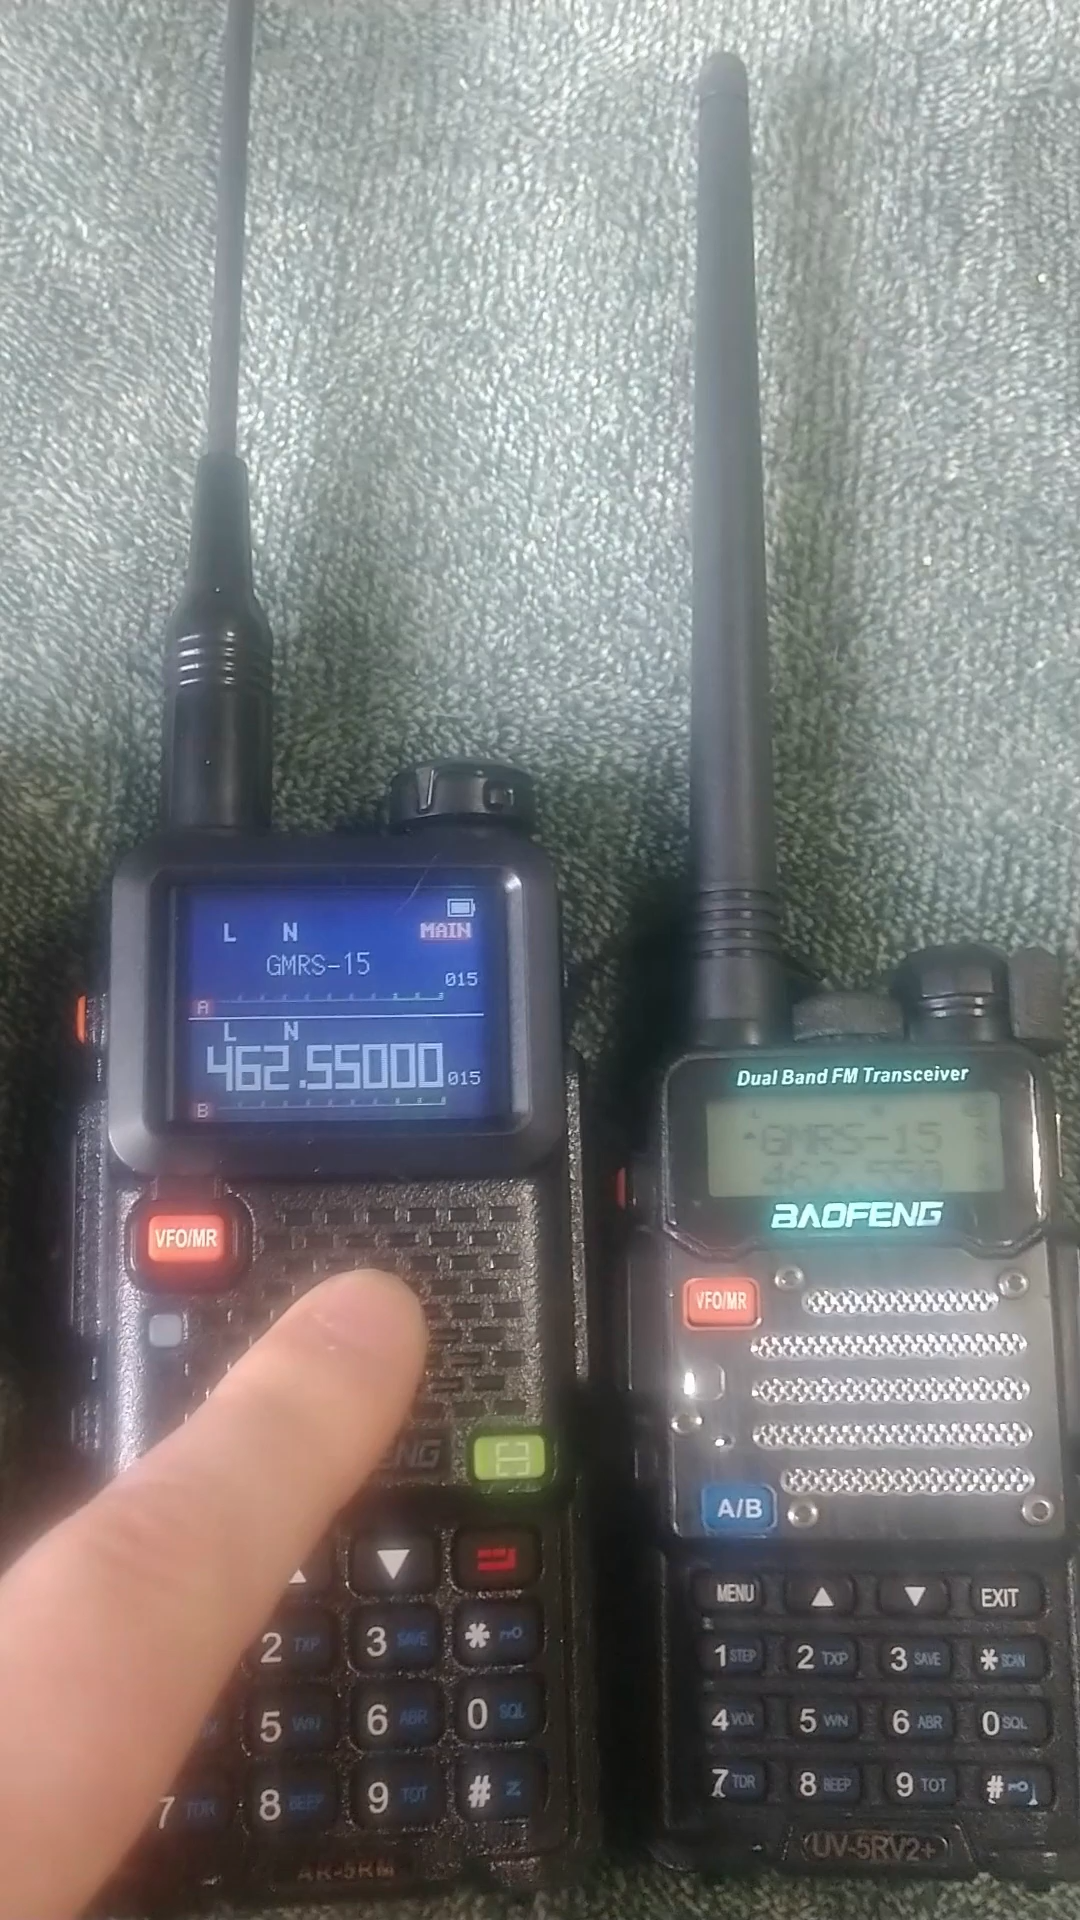 L N
MAIN
GMRS-15
015
A
L N
462.55000
015
B
VFO/MR
ENG
2 TXP
3 SAVE
*
5 WN
6 ABR
0 SQL
7 TDR
8 BEEP
9 TOT
#
AR-5RM
Dual Band FM Transceiver
GMRS-15
462.550
BAOFENG
VFO/MR
A/B
MENU ▲ ▼ EXIT
1 STEP 2 TXP 3 SAVE * SCAN
4 VOX 5 WN 6 ABR 0 SQL
7 TDR 8 BEEP 9 TOT #
UV-5RV2+